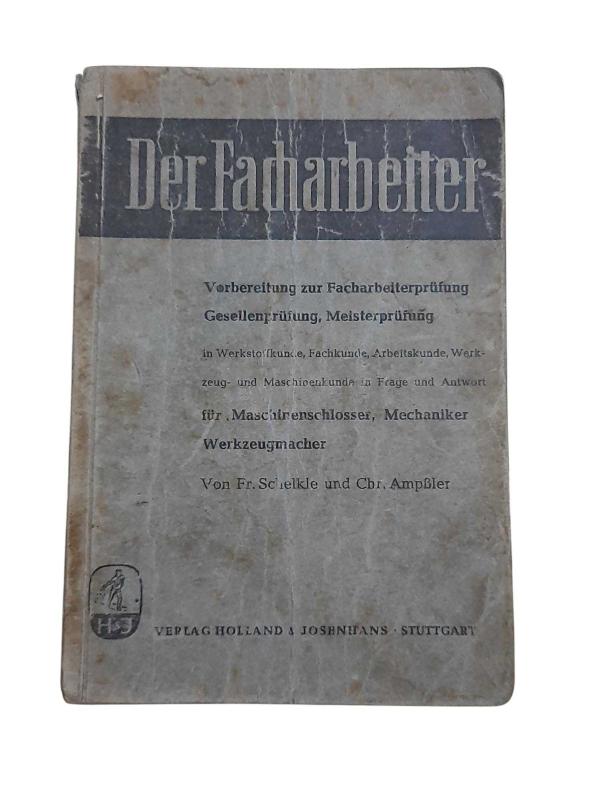 Der Facharbeiter
Vorbereitung zur Facharbeiterprüfung
Gesellenprüfung, Meisterprüfung
in Werkstoffkunde, Fachkunde, Arbeitskunde, Werk-
zeug- und Maschinenkunde in Frage und Antwort
für Maschinenschlosser, Mechaniker
Werkzeugmacher
Von Fr. Schelkle und Chr. Ampßler
H&J
VERLAG HOLLAND & JOSENHANS · STUTTGART